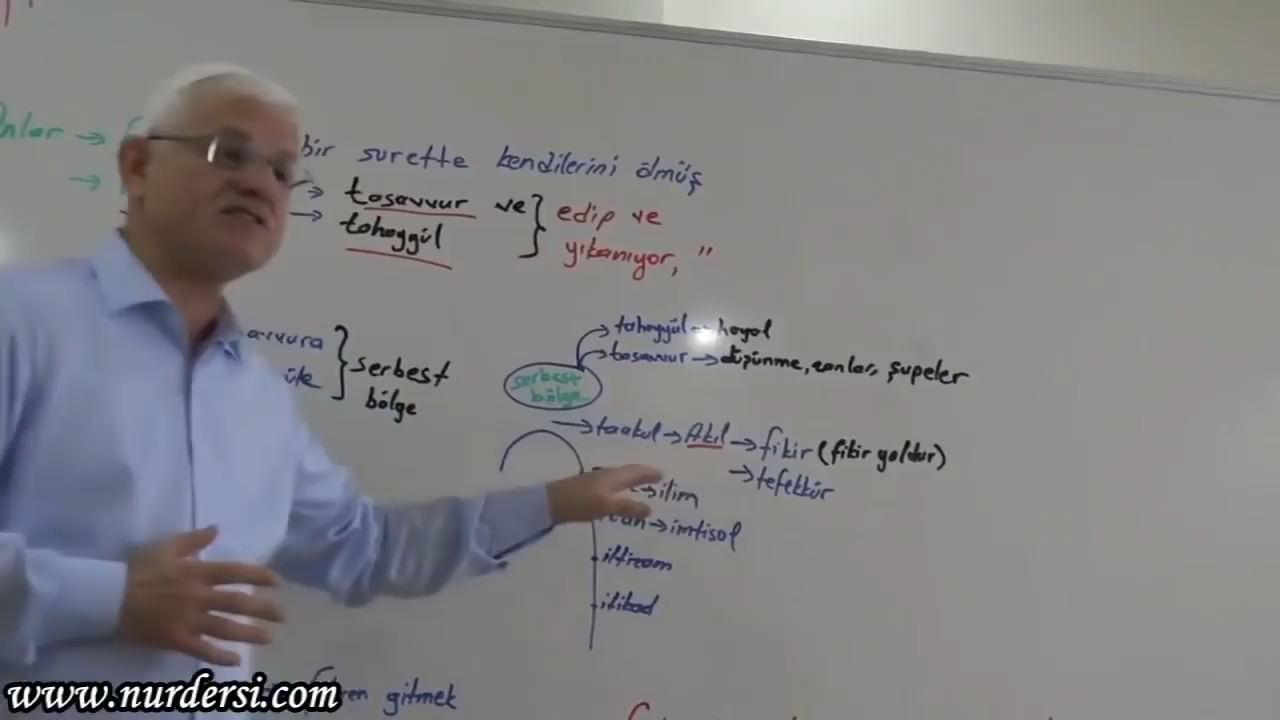 bir surette kendilerini ölmüş
→ tasavvur ve } edip ve
→ tahayyül yıkanıyor, "
serbest bölge
tahayyül → hayal
tasavvur → düşünme, zanlar, şüpeler
serbest bölge
→ taakul → Akıl → fikir (fikir yoldur)
→ tefekkür
→ ilim
→ imtisal
iltizam
itikad
gitmek
www.nurdersi.com